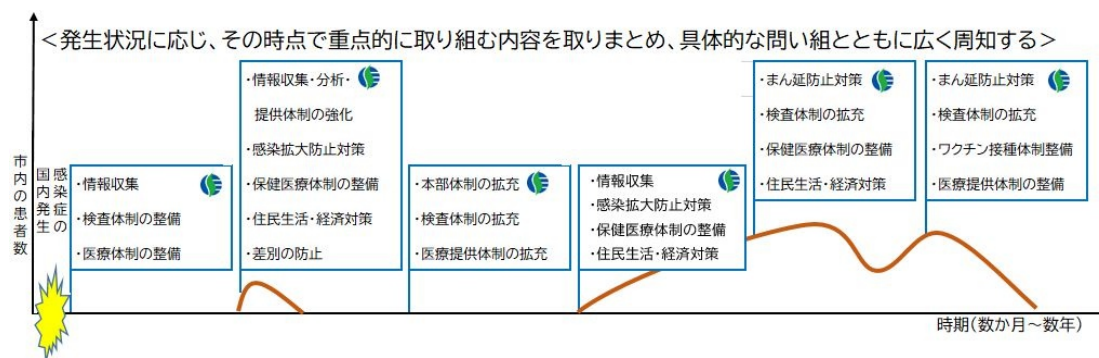 <発生状況に応じ、その時点で重点的に取り組む内容を取りまとめ、具体的な問い組とともに広く周知する>
市内の患者数
感染症の
国内発生
・情報収集
・検査体制の整備
・医療体制の整備
・情報収集・分析・
提供体制の強化
・感染拡大防止対策
・保健医療体制の整備
・住民生活・経済対策
・差別の防止
・本部体制の拡充
・検査体制の拡充
・医療提供体制の拡充
・情報収集
・感染拡大防止対策
・保健医療体制の整備
・住民生活・経済対策
・まん延防止対策
・検査体制の拡充
・保健医療体制の整備
・住民生活・経済対策
・まん延防止対策
・検査体制の拡充
・ワクチン接種体制整備
・医療提供体制の整備
時期(数か月～数年)